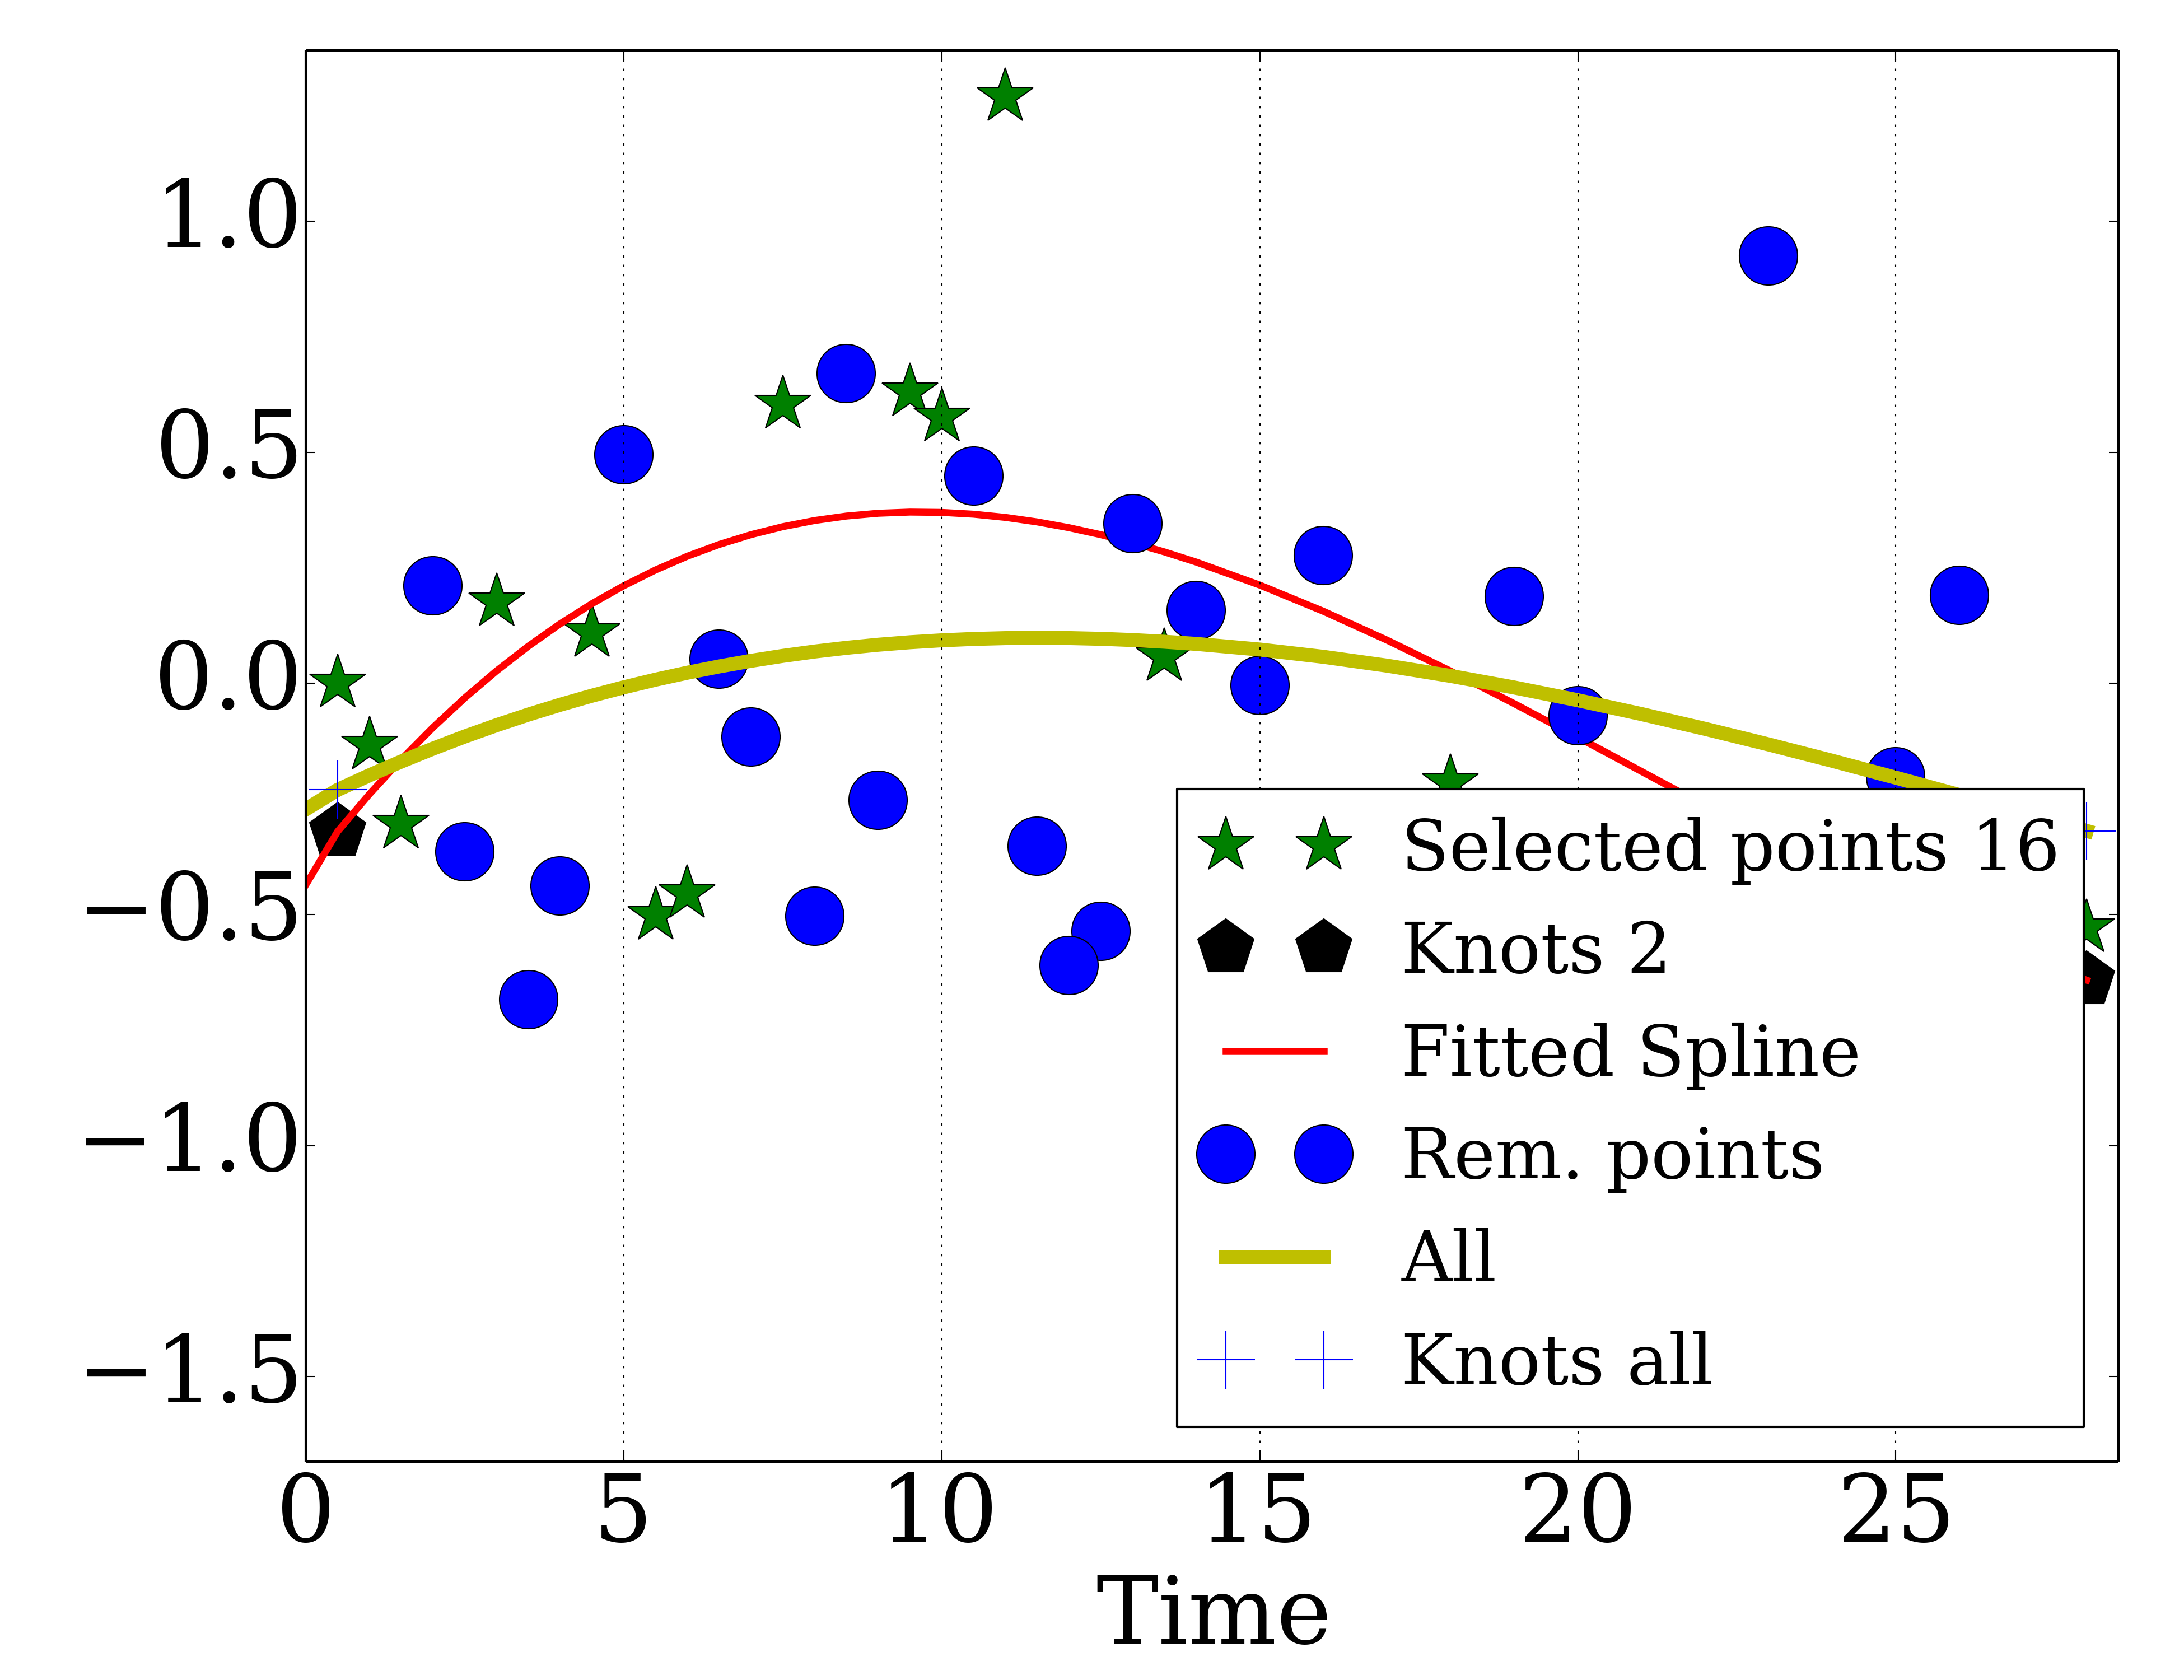 1.0
0.5
0.0
−0.5
−1.0
−1.5
0 5 10 15 20 25
Time
Selected points 16
Knots 2
Fitted Spline
Rem. points
All
Knots all